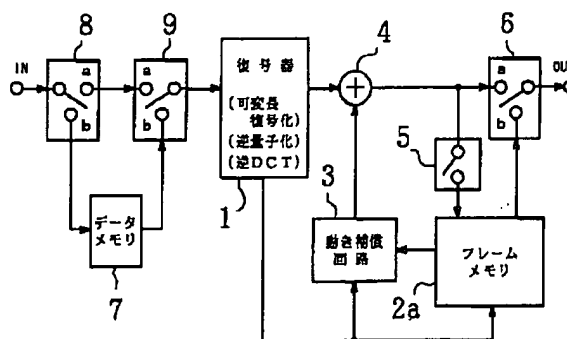 8
9
4
6
IN
a
b
a
b
復号器
(可変長
復号化)
(逆量子化)
(逆DCT)
1
a
b
OU
5
3
データ
メモリ
7
動き補償
回路
フレーム
メモリ
2a